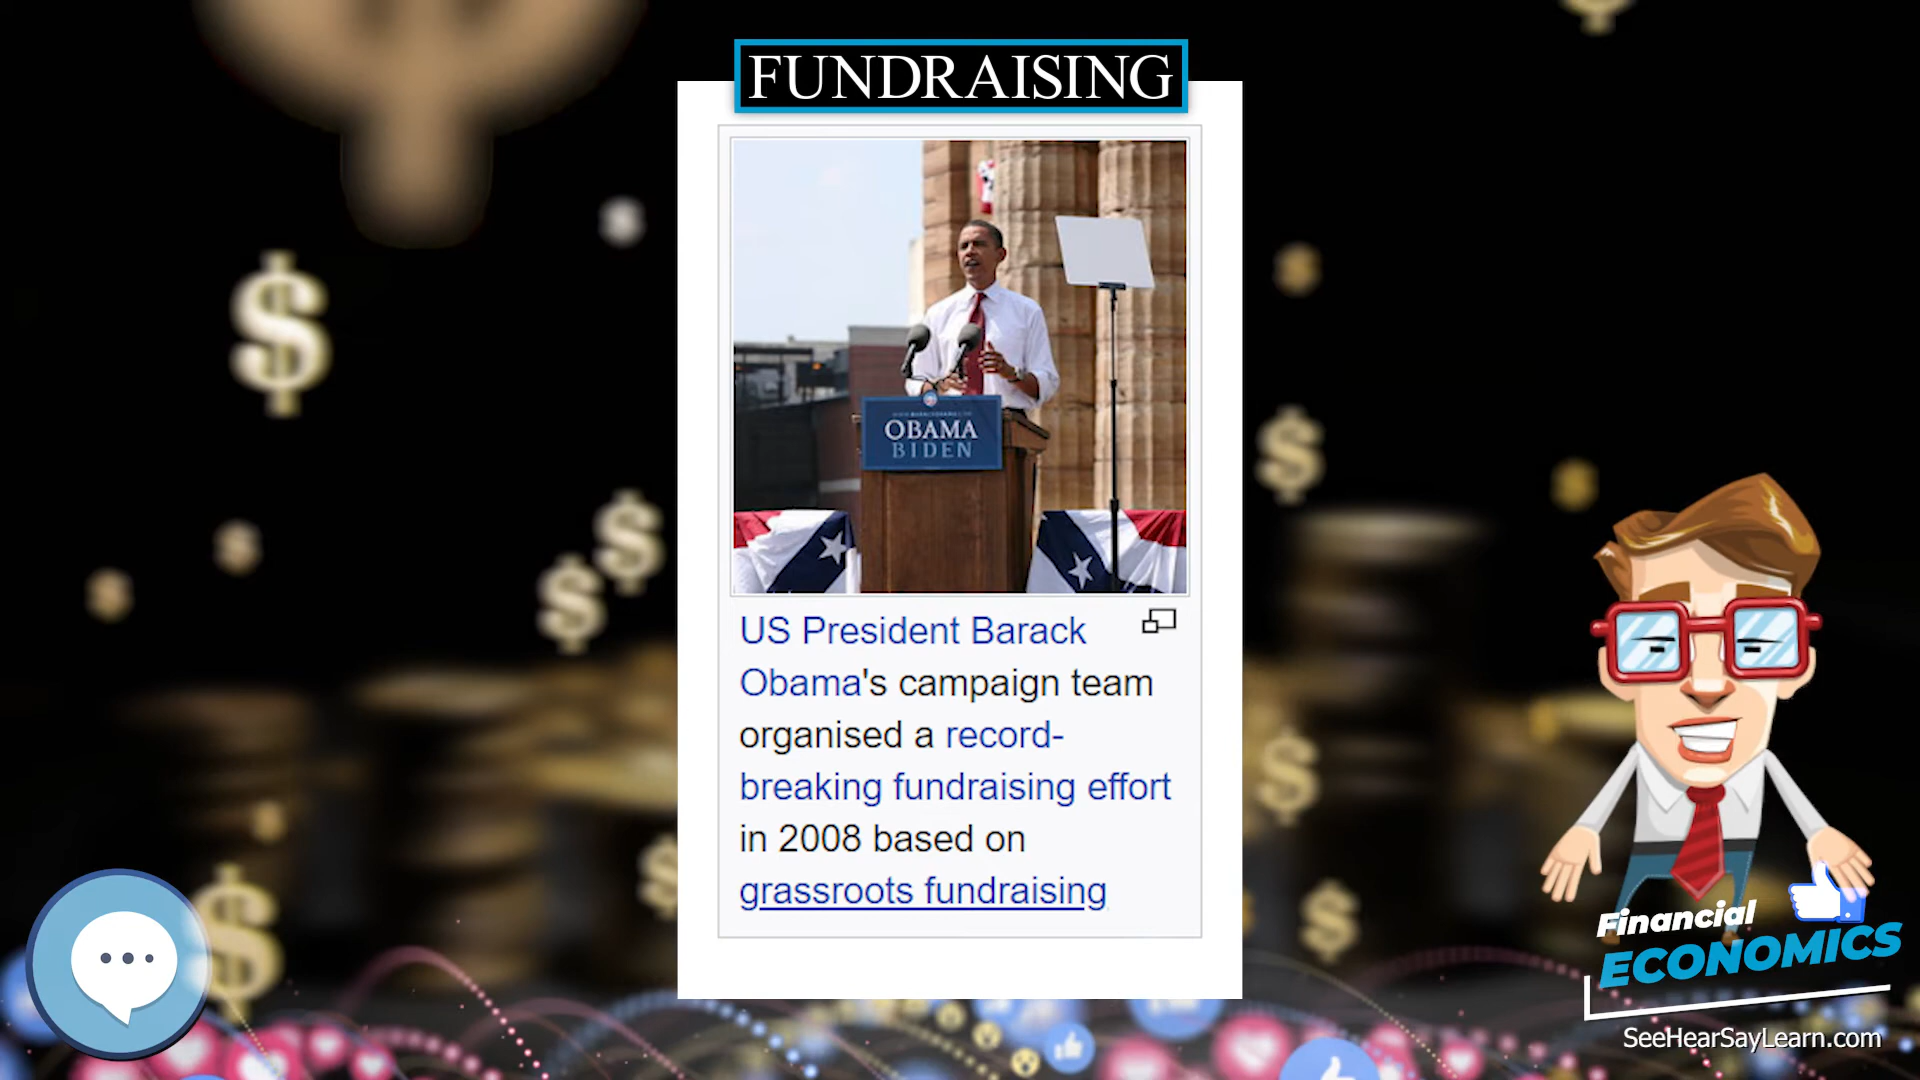 FUNDRAISING
OBAMA
BIDEN
US President Barack
Obama's campaign team
organised a record-
breaking fundraising effort
in 2008 based on
grassroots fundraising
Financial
ECONOMICS
SeeHearSayLearn.com